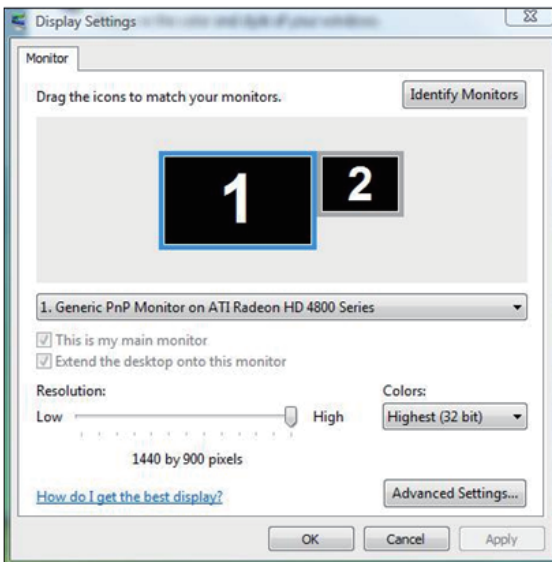 Display Settings
Monitor
Drag the icons to match your monitors.
Identify Monitors
1
2
1. Generic PnP Monitor on ATI Radeon HD 4800 Series
This is my main monitor
Extend the desktop onto this monitor
Resolution:
Colors:
Low
High
Highest (32 bit)
1440 by 900 pixels
How do I get the best display?
Advanced Settings...
OK
Cancel
Apply